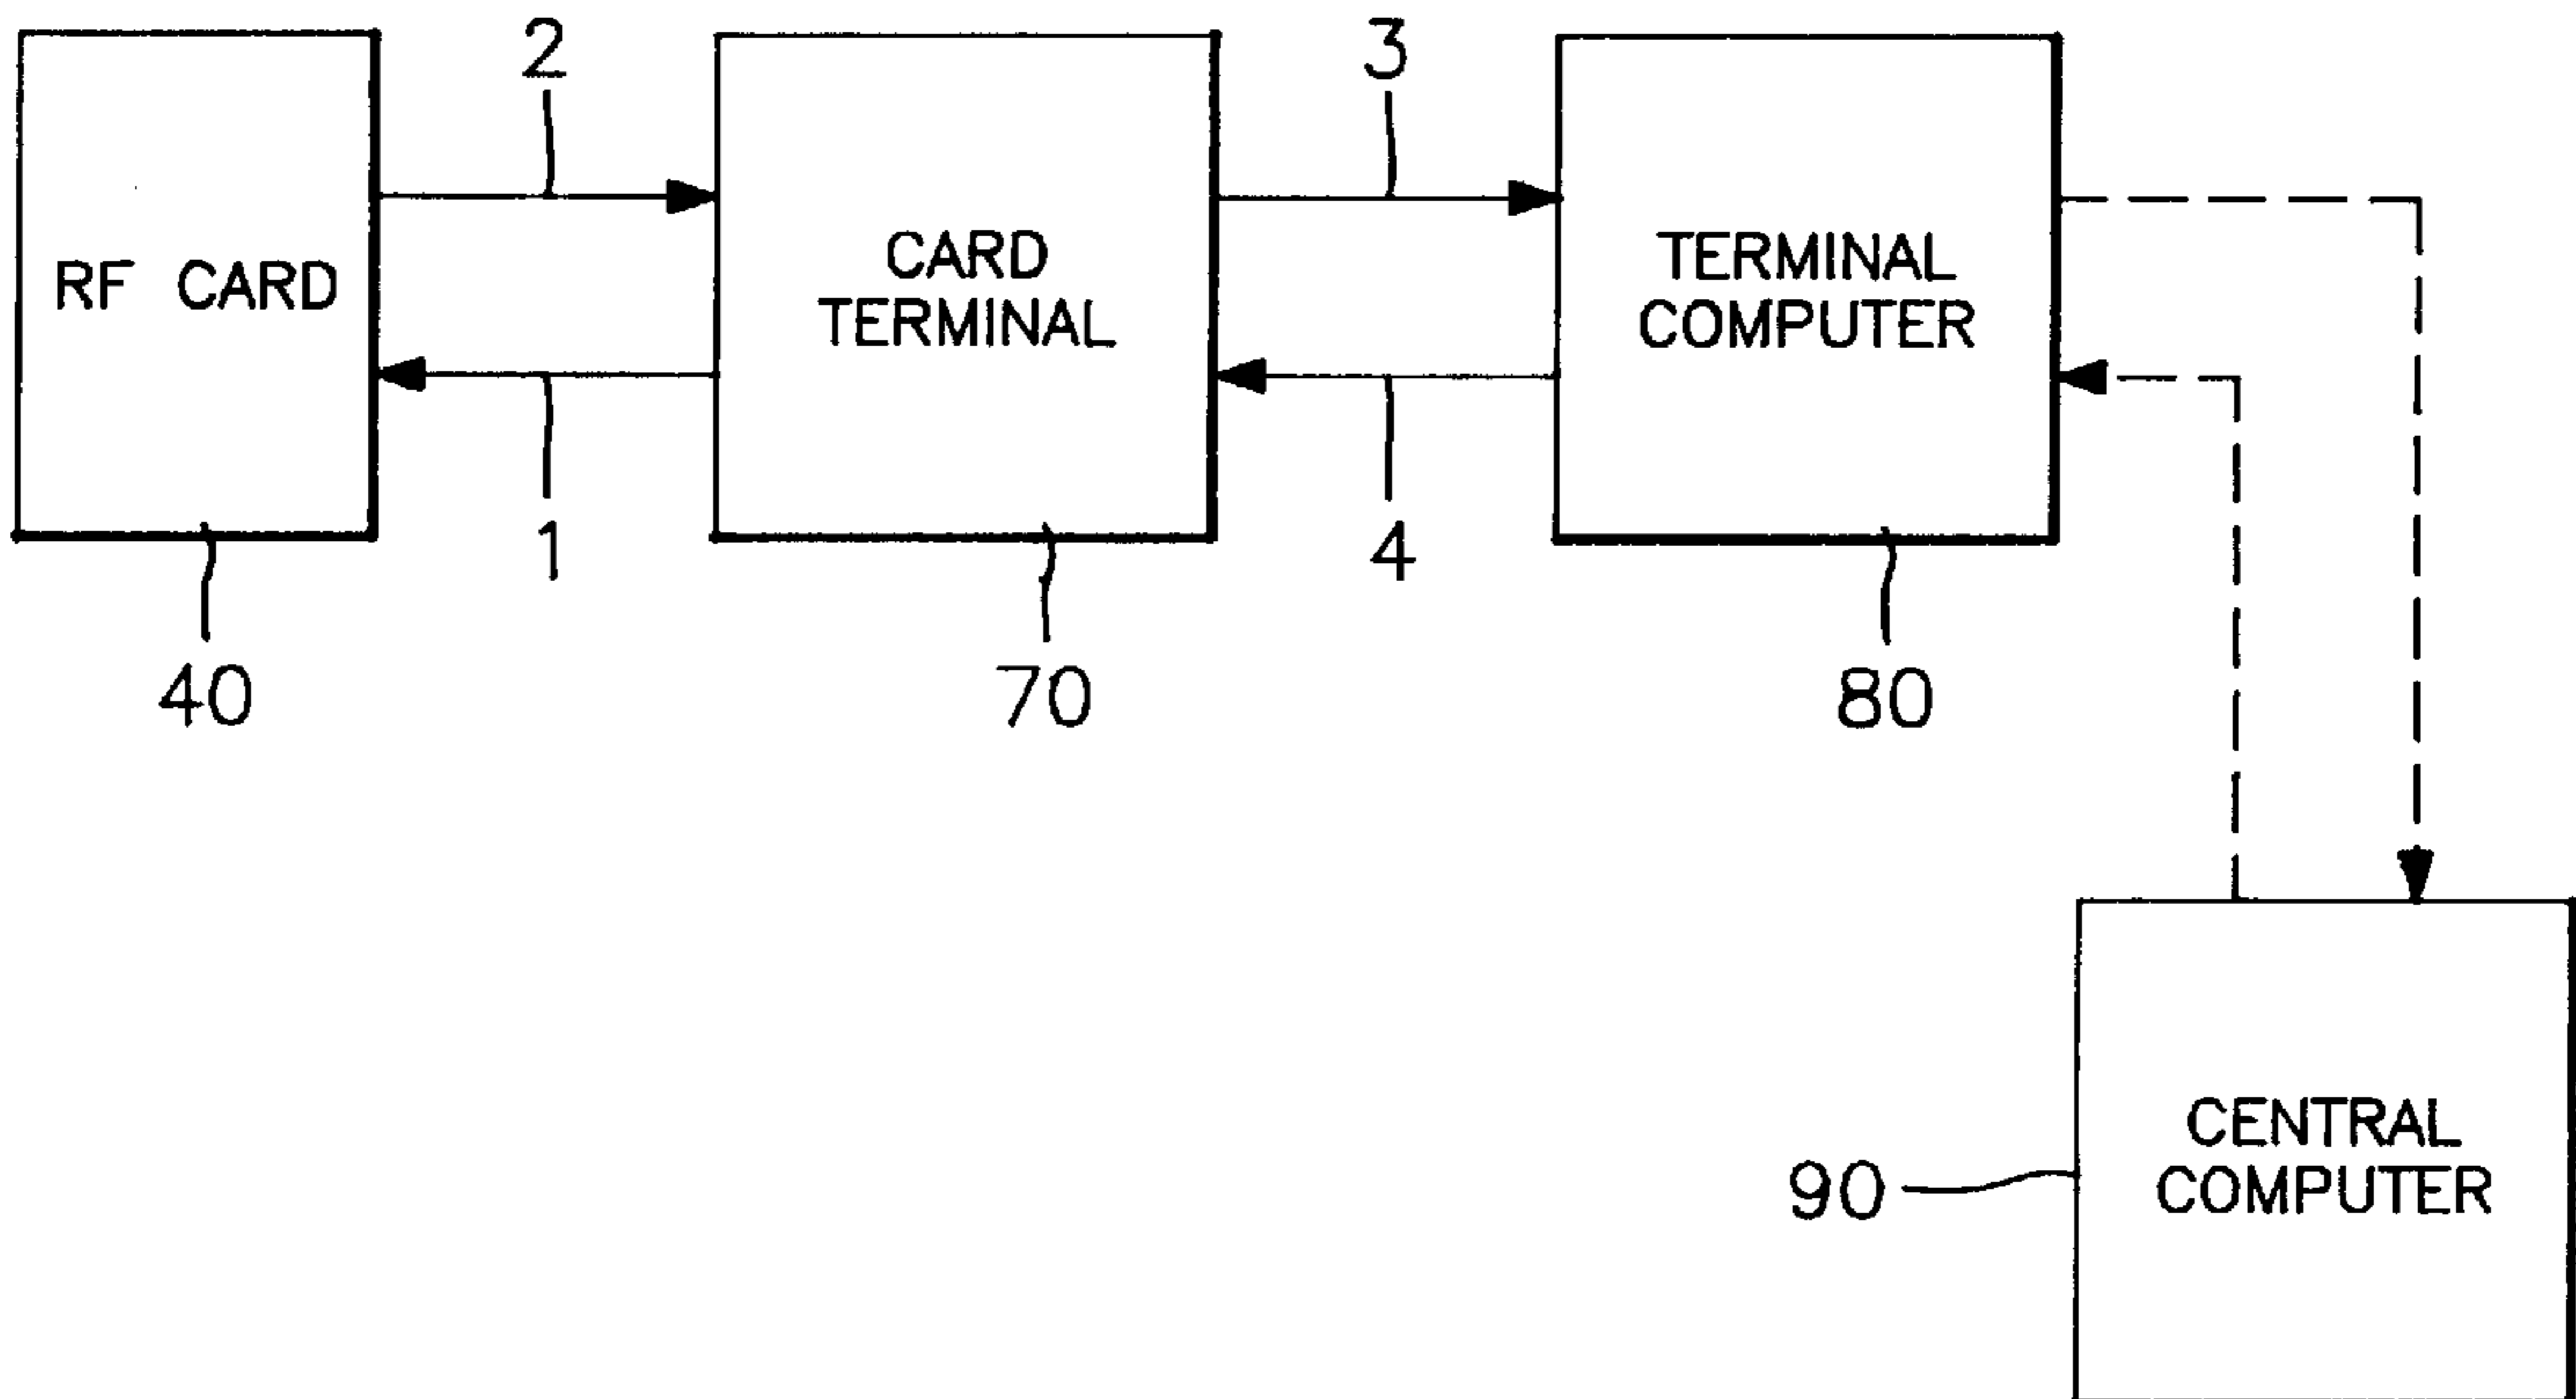 2
3
RF CARD
CARD
TERMINAL
TERMINAL
COMPUTER
1
4
40
70
80
CENTRAL
COMPUTER
90